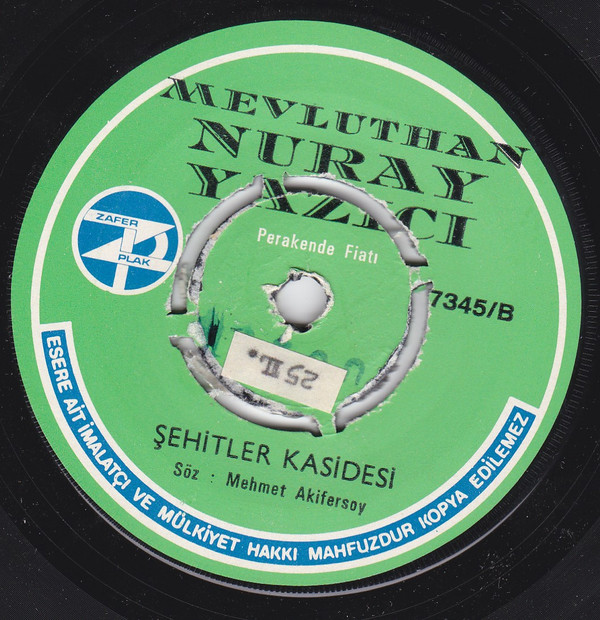 MEVLUTHAN
NURAY
YAZICI
ZAFER
PLAK
Perakende Fiatı
7345/B
25 TL.
ŞEHİTLER KASİDESİ
Söz : Mehmet Akifersoy
ESERE AİT İMALATÇI VE MÜLKİYET HAKKI MAHFUZDUR KOPYA EDİLEMEZ